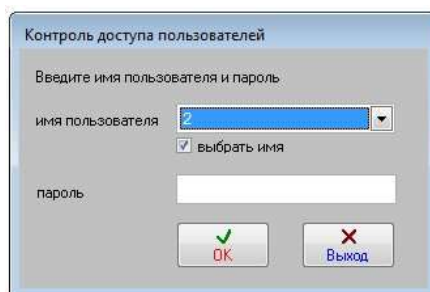 Контроль доступа пользователей
Введите имя пользователя и пароль
имя пользователя 2
выбрать имя
пароль
OK Выход